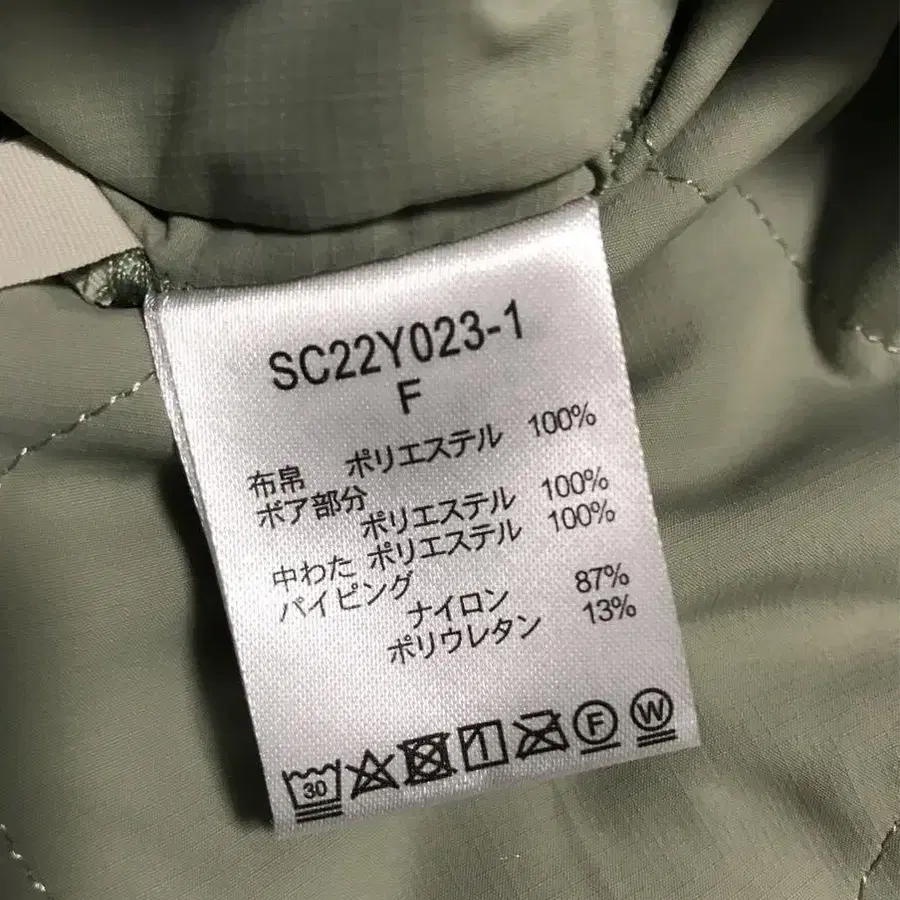 SC22Y023-1
F
布帛 ポリエステル 100%
ボア部分
ポリエステル 100%
中わた ポリエステル 100%
パイピング
ナイロン 87%
ポリウレタン 13%
30 F W